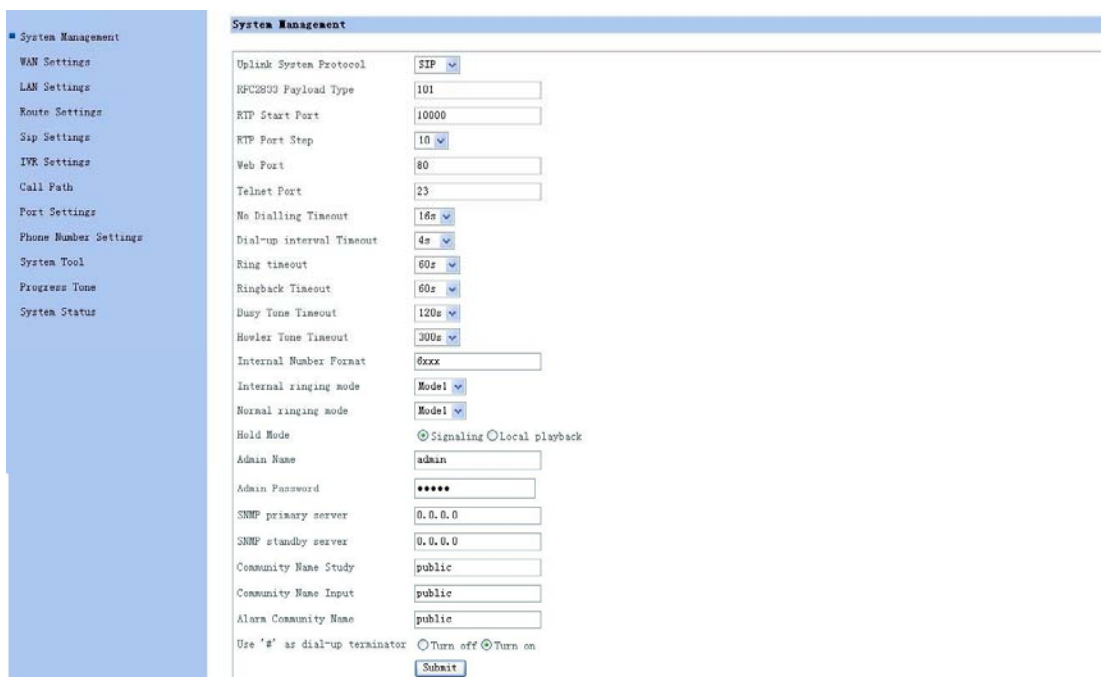 System Management
WAN Settings
LAN Settings
Route Settings
Sip Settings
IVR Settings
Call Path
Port Settings
Phone Number Settings
System Tool
Progress Tone
System Status
System Management
Uplink System Protocol SIP
RFC2833 Payload Type 101
RTP Start Port 10000
RTP Port Step 10
Web Port 80
Telnet Port 23
No Dialling Timeout 16s
Dial-up interval Timeout 4s
Ring timeout 60s
Ringback Timeout 60s
Busy Tone Timeout 120s
Howler Tone Timeout 300s
Internal Number Format 6xxx
Internal ringing mode Mode1
Normal ringing mode Mode1
Hold Mode Signaling Local playback
Admin Name admin
Admin Password •••••
SNMP primary server 0.0.0.0
SNMP standby server 0.0.0.0
Community Name Study public
Community Name Input public
Alarm Community Name public
Use '#' as dial-up terminator Turn off Turn on
Submit